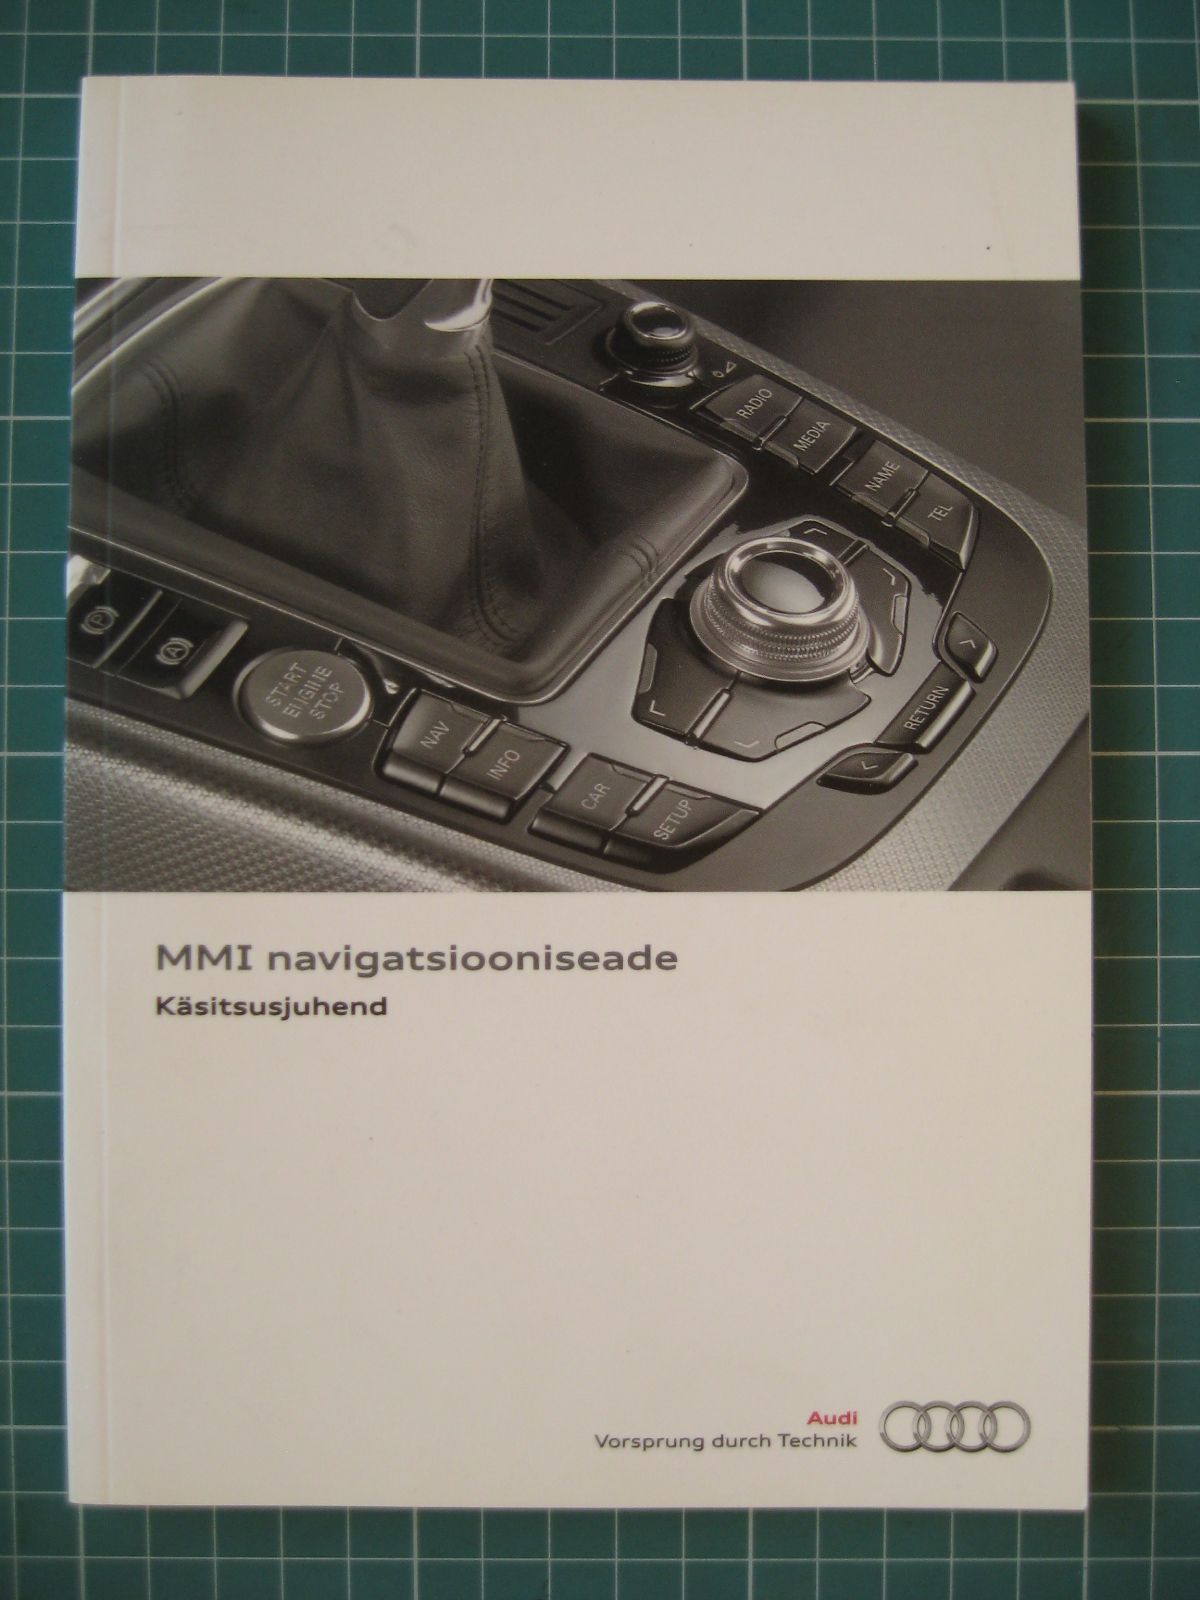 RADIO
MEDIA
NAME
TEL
RETURN
START
ENGINE
STOP
NAV
INFO
CAR
SETUP
MMI navigatsiooniseade
Käsitsusjuhend
Audi
Vorsprung durch Technik